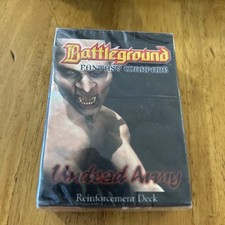 Battleground
FANTASY WARFARE
Undead Army
Reinforcement Deck